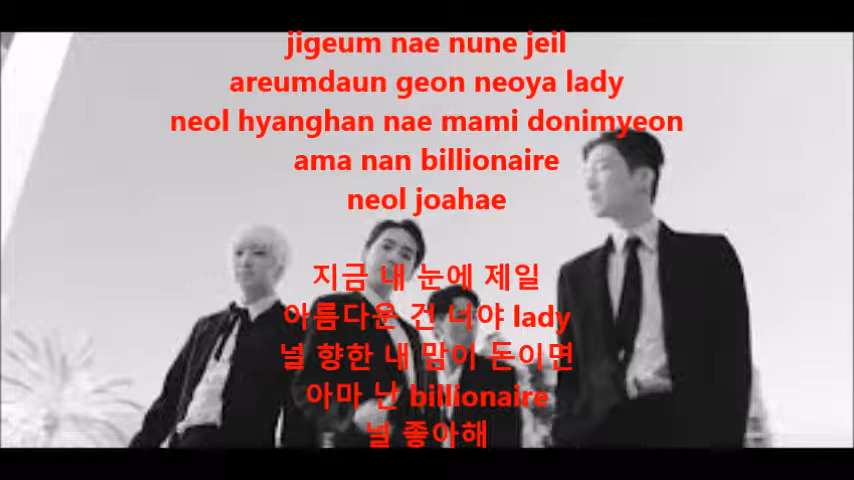 jigeum nae nune jeil
areumdaun geon neoya lady
neol hyanghan nae mami donimyeon
ama nan billionaire
neol joahae
지금 내 눈에 제일
아름다운 건 너야 lady
널 향한 내 맘이 돈이면
아마 난 billionaire
널 좋아해